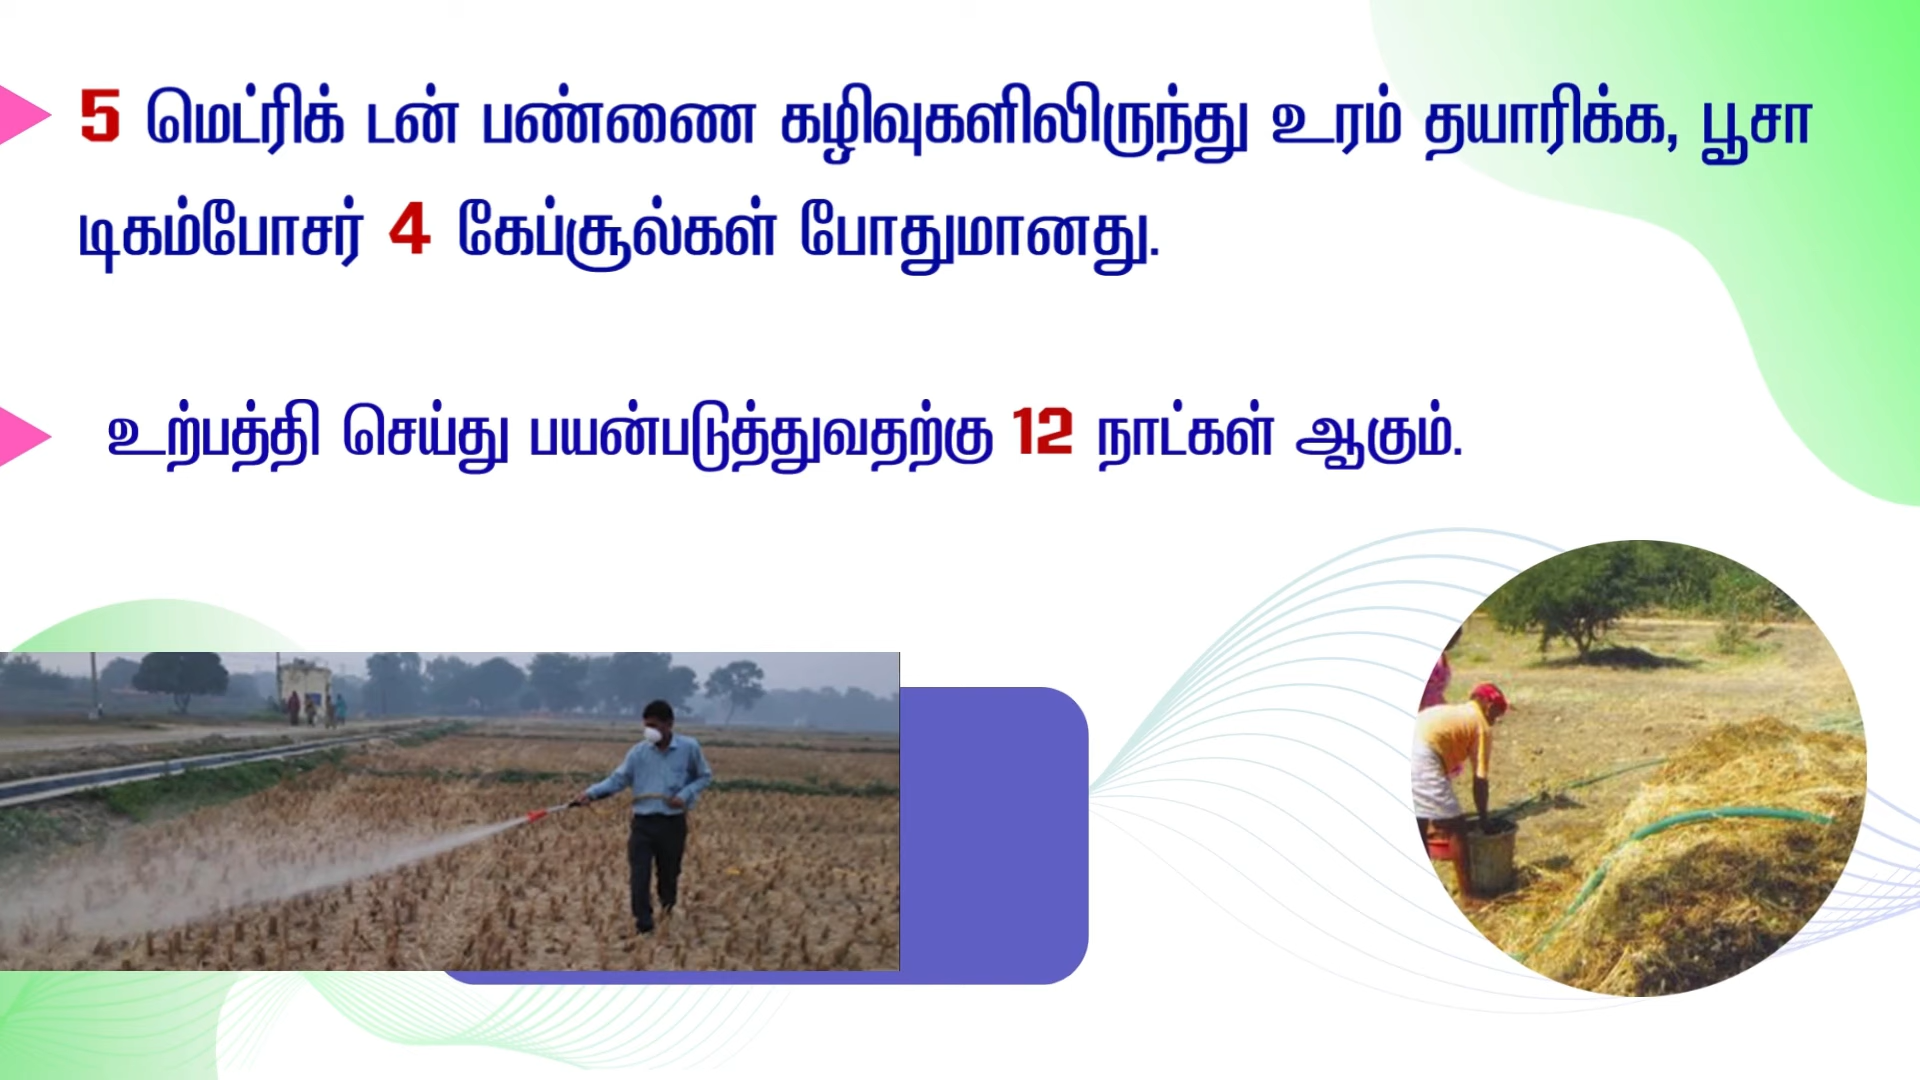 5 மெட்ரிக் டன் பண்ணை கழிவுகளிலிருந்து உரம் தயாரிக்க, பூசா
டிகம்போசர் 4 கேப்சூல்கள் போதுமானது.
உற்பத்தி செய்து பயன்படுத்துவதற்கு 12 நாட்கள் ஆகும்.